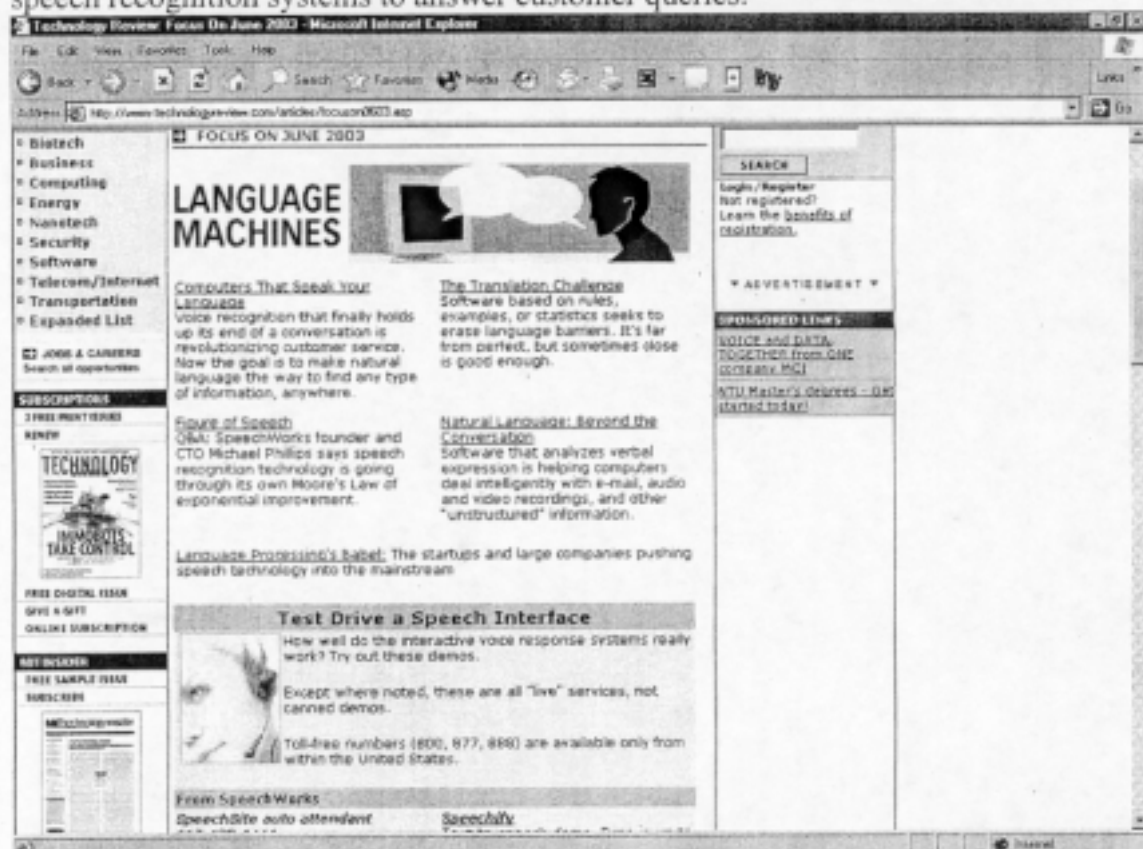 speech recognition systems to answer customer queries.
Technology Review: Focus On June 2003 - Microsoft Internet Explorer
File Edit View Favorites Tools Help
Back Search Favorites Media
Links
Address http://www.technologyreview.com/articles/focuson0603.asp
Go
Biotech
Business
Computing
Energy
Nanotech
Security
Software
Telecom/Internet
Transportation
Expanded List
JOBS & CAREERS
Search all opportunities
SUBSCRIPTIONS
2 FREE PRINT ISSUES
RENEW
TECHNOLOGY
IMMOBOTS
TAKE CONTROL
FREE DIGITAL ISSUE
GIVE A GIFT
ONLINE SUBSCRIPTION
INSIDER
FREE SAMPLE ISSUE
SUBSCRIBE
FOCUS ON JUNE 2003
LANGUAGE
MACHINES
Computers That Speak Your
Language
Voice recognition that finally holds
up its end of a conversation is
revolutionizing customer service.
Now the goal is to make natural
language the way to find any type
of information, anywhere.
The Translation Challenge
Software based on rules,
examples, or statistics seeks to
erase language barriers. It's far
from perfect, but sometimes close
is good enough.
Figure of Speech
Q&A: SpeechWorks founder and
CTO Michael Phillips says speech
recognition technology is going
through its own Moore's Law of
exponential improvement.
Natural Language: Beyond the
Conversation
Software that analyzes verbal
expression is helping computers
deal intelligently with e-mail, audio
and video recordings, and other
"unstructured" information.
Language Processing's Babel: The startups and large companies pushing
speech technology into the mainstream
Test Drive a Speech Interface
How well do the interactive voice response systems really
work? Try out these demos.
Except where noted, these are all "live" services, not
canned demos.
Toll-free numbers (800, 877, 888) are available only from
within the United States.
From SpeechWorks
SpeechSite auto attendant
Speechify
SEARCH
Login/Register
Not registered?
Learn the benefits of
registration.
ADVERTISEMENT
SPONSORED LINKS
VOICE and DATA,
TOGETHER from ONE
company MCI
NTU Master's degrees - Get
started today!
Internet